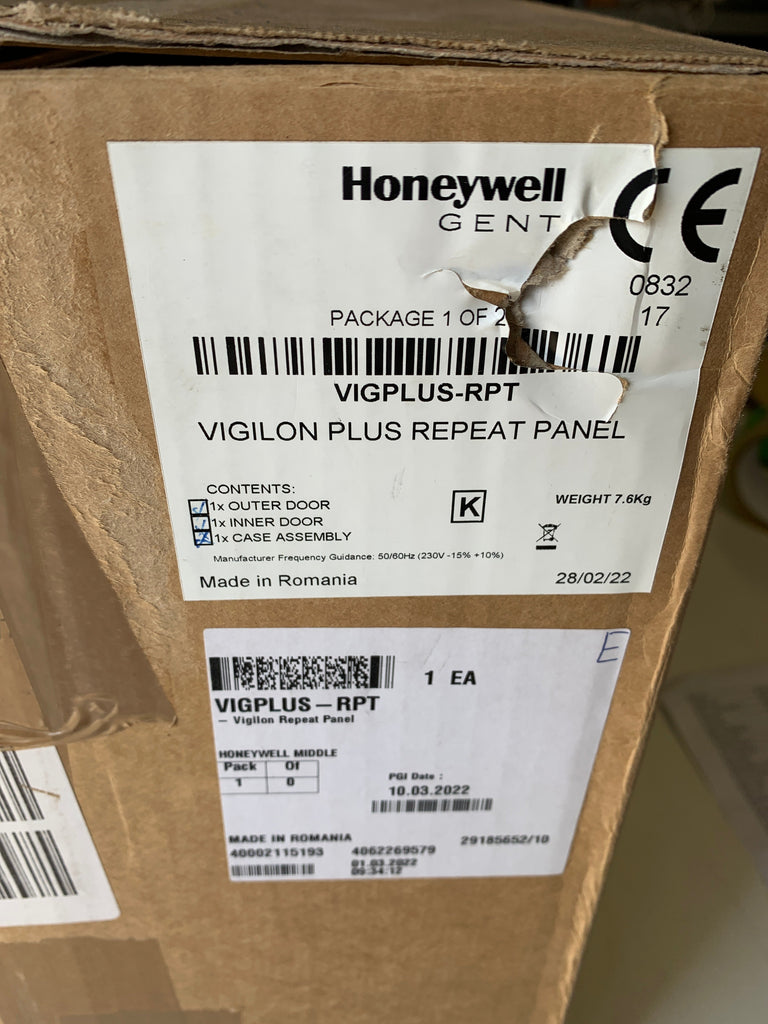 Honeywell
GENT
CE
0832
17
PACKAGE 1 OF 2
VIGPLUS-RPT
VIGILON PLUS REPEAT PANEL
CONTENTS:
1x OUTER DOOR
1x INNER DOOR
1x CASE ASSEMBLY
K
WEIGHT 7.6Kg
Manufacturer Frequency Guidance: 50/60Hz (230V -15% +10%)
Made in Romania 28/02/22
E
1 EA
VIGPLUS-RPT
- Vigilon Repeat Panel
HONEYWELL MIDDLE
Pack Of
1 0
PGI Date :
10.03.2022
MADE IN ROMANIA 29185652/10
40002115193 4062269579
01.03.2022
05:34:12